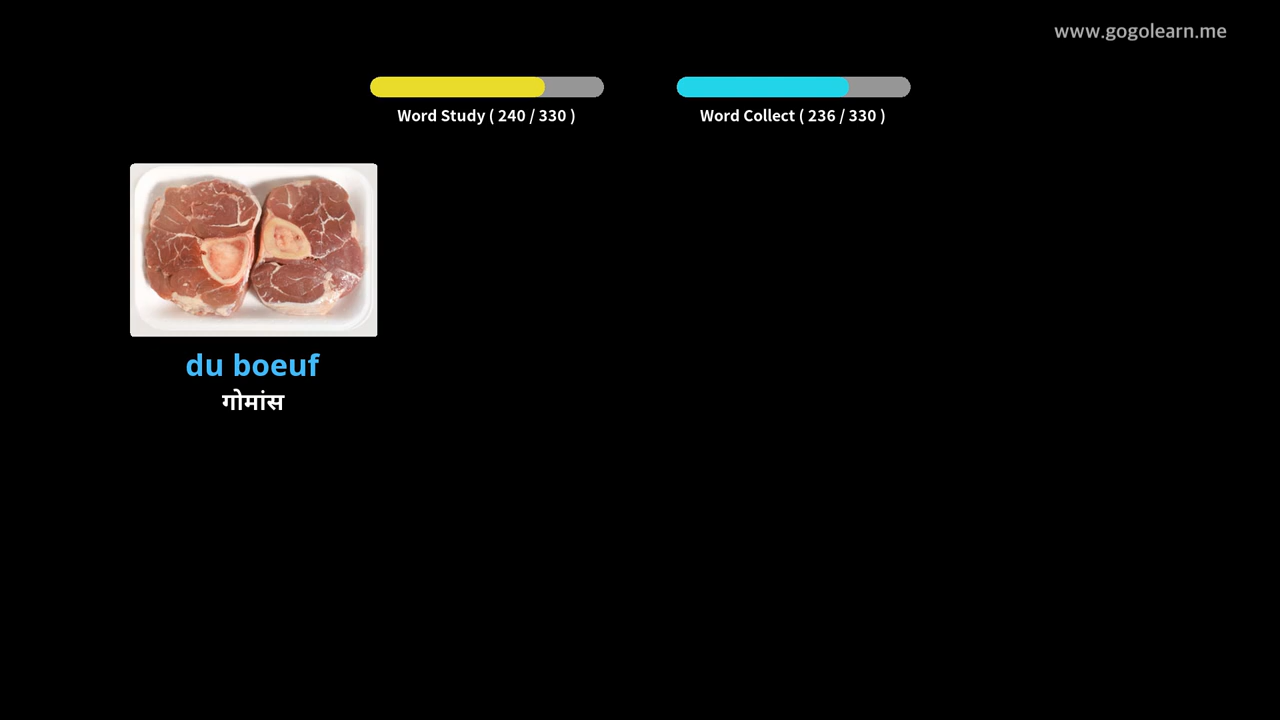 www.gogolearn.me
Word Study ( 240 / 330 )
Word Collect ( 236 / 330 )
du boeuf
गोमांस